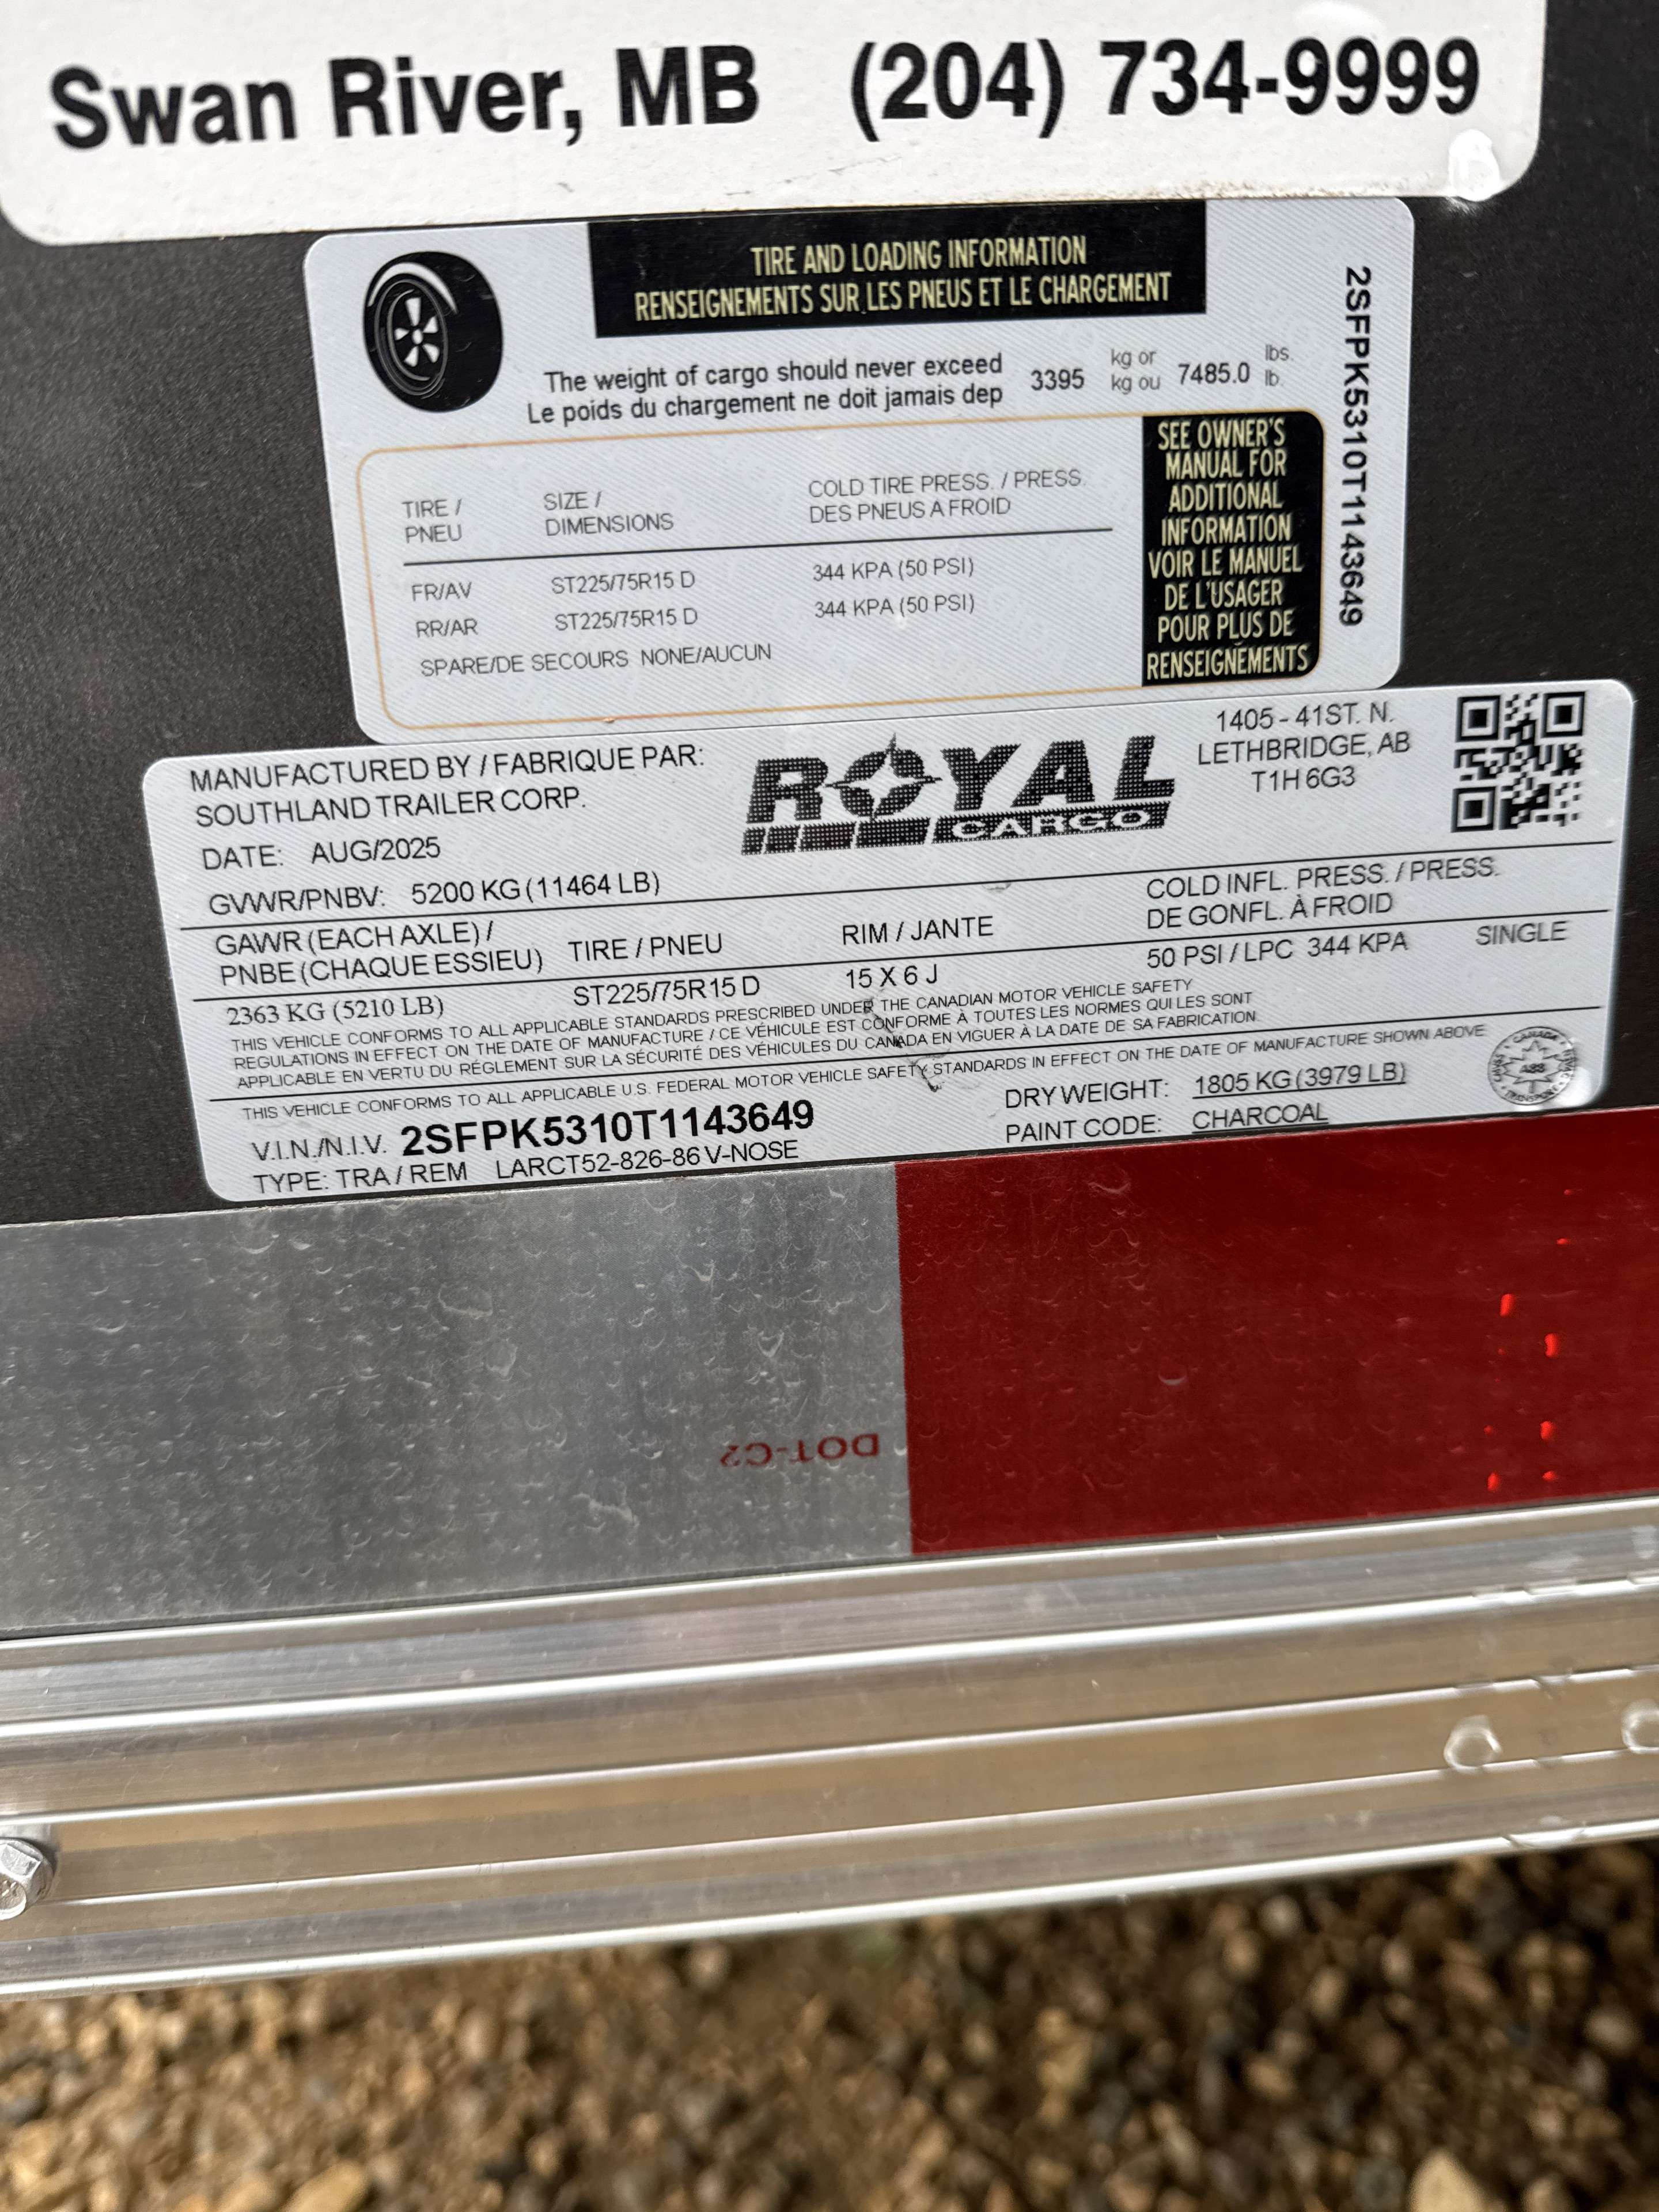 Swan River, MB (204) 734-9999
TIRE AND LOADING INFORMATION
RENSEIGNEMENTS SUR LES PNEUS ET LE CHARGEMENT
The weight of cargo should never exceed 3395 kg or 7485.0 lbs.
Le poids du chargement ne doit jamais dep kg ou lb.
TIRE / SIZE / COLD TIRE PRESS. / PRESS.
PNEU DIMENSIONS DES PNEUS A FROID
FR/AV ST225/75R15 D 344 KPA (50 PSI)
RR/AR ST225/75R15 D 344 KPA (50 PSI)
SPARE/DE SECOURS NONE/AUCUN
SEE OWNER'S
MANUAL FOR
ADDITIONAL
INFORMATION
VOIR LE MANUEL
DE L'USAGER
POUR PLUS DE
RENSEIGNEMENTS
2SFPK5310T1143649
MANUFACTURED BY / FABRIQUE PAR:
SOUTHLAND TRAILER CORP.
DATE: AUG/2025
GVWR/PNBV: 5200 KG (11464 LB)
ROYAL
CARGO
1405 - 41ST. N.
LETHBRIDGE, AB
T1H 6G3
GAWR (EACH AXLE) / TIRE / PNEU RIM / JANTE COLD INFL. PRESS. / PRESS.
PNBE (CHAQUE ESSIEU) DE GONFL. À FROID
2363 KG (5210 LB) ST225/75R15 D 15 X 6 J 50 PSI / LPC 344 KPA SINGLE
THIS VEHICLE CONFORMS TO ALL APPLICABLE STANDARDS PRESCRIBED UNDER THE CANADIAN MOTOR VEHICLE SAFETY
REGULATIONS IN EFFECT ON THE DATE OF MANUFACTURE / CE VÉHICULE EST CONFORME À TOUTES LES NORMES QUI LES SONT
APPLICABLE EN VERTU DU RÉGLEMENT SUR LA SÉCURITÉ DES VÉHICULES DU CANADA EN VIGUER À LA DATE DE SA FABRICATION.
THIS VEHICLE CONFORMS TO ALL APPLICABLE U.S. FEDERAL MOTOR VEHICLE SAFETY STANDARDS IN EFFECT ON THE DATE OF MANUFACTURE SHOWN ABOVE
V.I.N./N.I.V. 2SFPK5310T1143649 DRY WEIGHT: 1805 KG (3979 LB)
TYPE: TRA / REM LARCT52-826-86 V-NOSE PAINT CODE: CHARCOAL
CANADA
TRANSPORT
DOT-C2